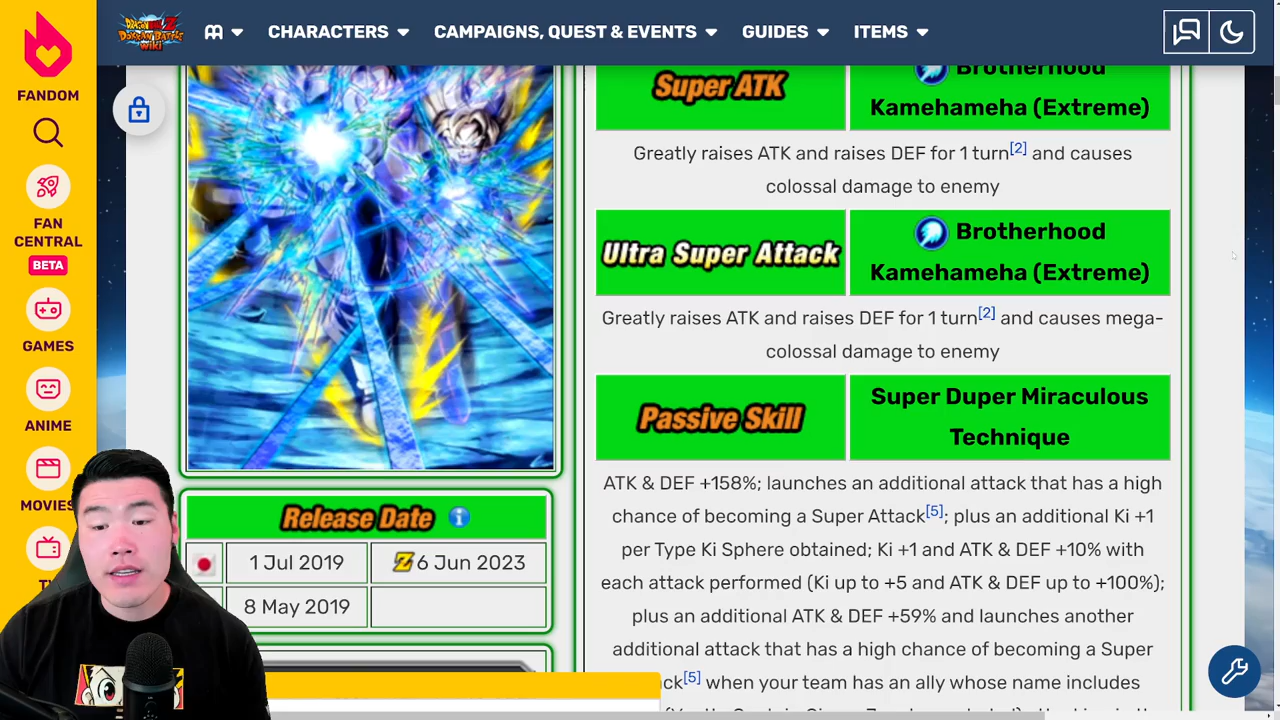 DRAGON BALL Z
DOKKAN BATTLE
WIKI
CHARACTERS
CAMPAIGNS, QUEST & EVENTS
GUIDES
ITEMS
FANDOM
FAN
CENTRAL
BETA
GAMES
ANIME
MOVIES
TV
Super ATK
Brotherhood
Kamehameha (Extreme)
Greatly raises ATK and raises DEF for 1 turn[2] and causes
colossal damage to enemy
Ultra Super Attack
Brotherhood
Kamehameha (Extreme)
Greatly raises ATK and raises DEF for 1 turn[2] and causes mega-
colossal damage to enemy
Passive Skill
Super Duper Miraculous
Technique
ATK & DEF +158%; launches an additional attack that has a high
chance of becoming a Super Attack[5]; plus an additional Ki +1
per Type Ki Sphere obtained; Ki +1 and ATK & DEF +10% with
each attack performed (Ki up to +5 and ATK & DEF up to +100%);
plus an additional ATK & DEF +59% and launches another
additional attack that has a high chance of becoming a Super
ck[5] when your team has an ally whose name includes
Release Date
1 Jul 2019
Z 6 Jun 2023
8 May 2019